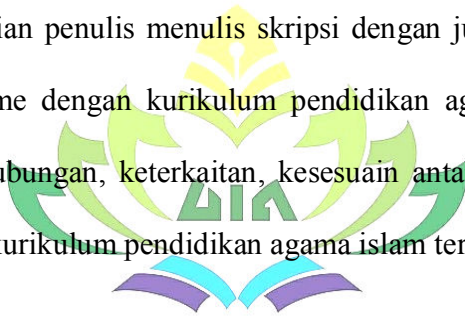 ian penulis menulis skripsi dengan ju
me dengan kurikulum pendidikan ag
ubungan, keterkaitan, kesesuain anta
kurikulum pendidikan agama islam ter